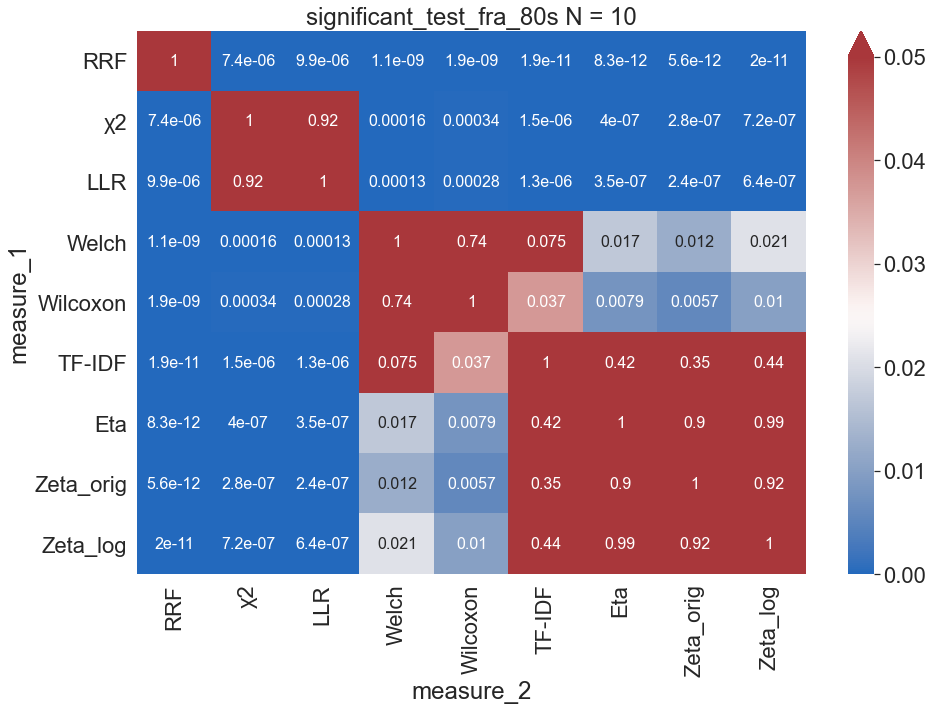 significant_test_fra_80s N = 10
measure_1
RRF 1 7.4e-06 9.9e-06 1.1e-09 1.9e-09 1.9e-11 8.3e-12 5.6e-12 2e-11
χ2 7.4e-06 1 0.92 0.00016 0.00034 1.5e-06 4e-07 2.8e-07 7.2e-07
LLR 9.9e-06 0.92 1 0.00013 0.00028 1.3e-06 3.5e-07 2.4e-07 6.4e-07
Welch 1.1e-09 0.00016 0.00013 1 0.74 0.075 0.017 0.012 0.021
Wilcoxon 1.9e-09 0.00034 0.00028 0.74 1 0.037 0.0079 0.0057 0.01
TF-IDF 1.9e-11 1.5e-06 1.3e-06 0.075 0.037 1 0.42 0.35 0.44
Eta 8.3e-12 4e-07 3.5e-07 0.017 0.0079 0.42 1 0.9 0.99
Zeta_orig 5.6e-12 2.8e-07 2.4e-07 0.012 0.0057 0.35 0.9 1 0.92
Zeta_log 2e-11 7.2e-07 6.4e-07 0.021 0.01 0.44 0.99 0.92 1
RRF χ2 LLR Welch Wilcoxon TF-IDF Eta Zeta_orig Zeta_log
measure_2
0.05
0.04
0.03
0.02
0.01
0.00